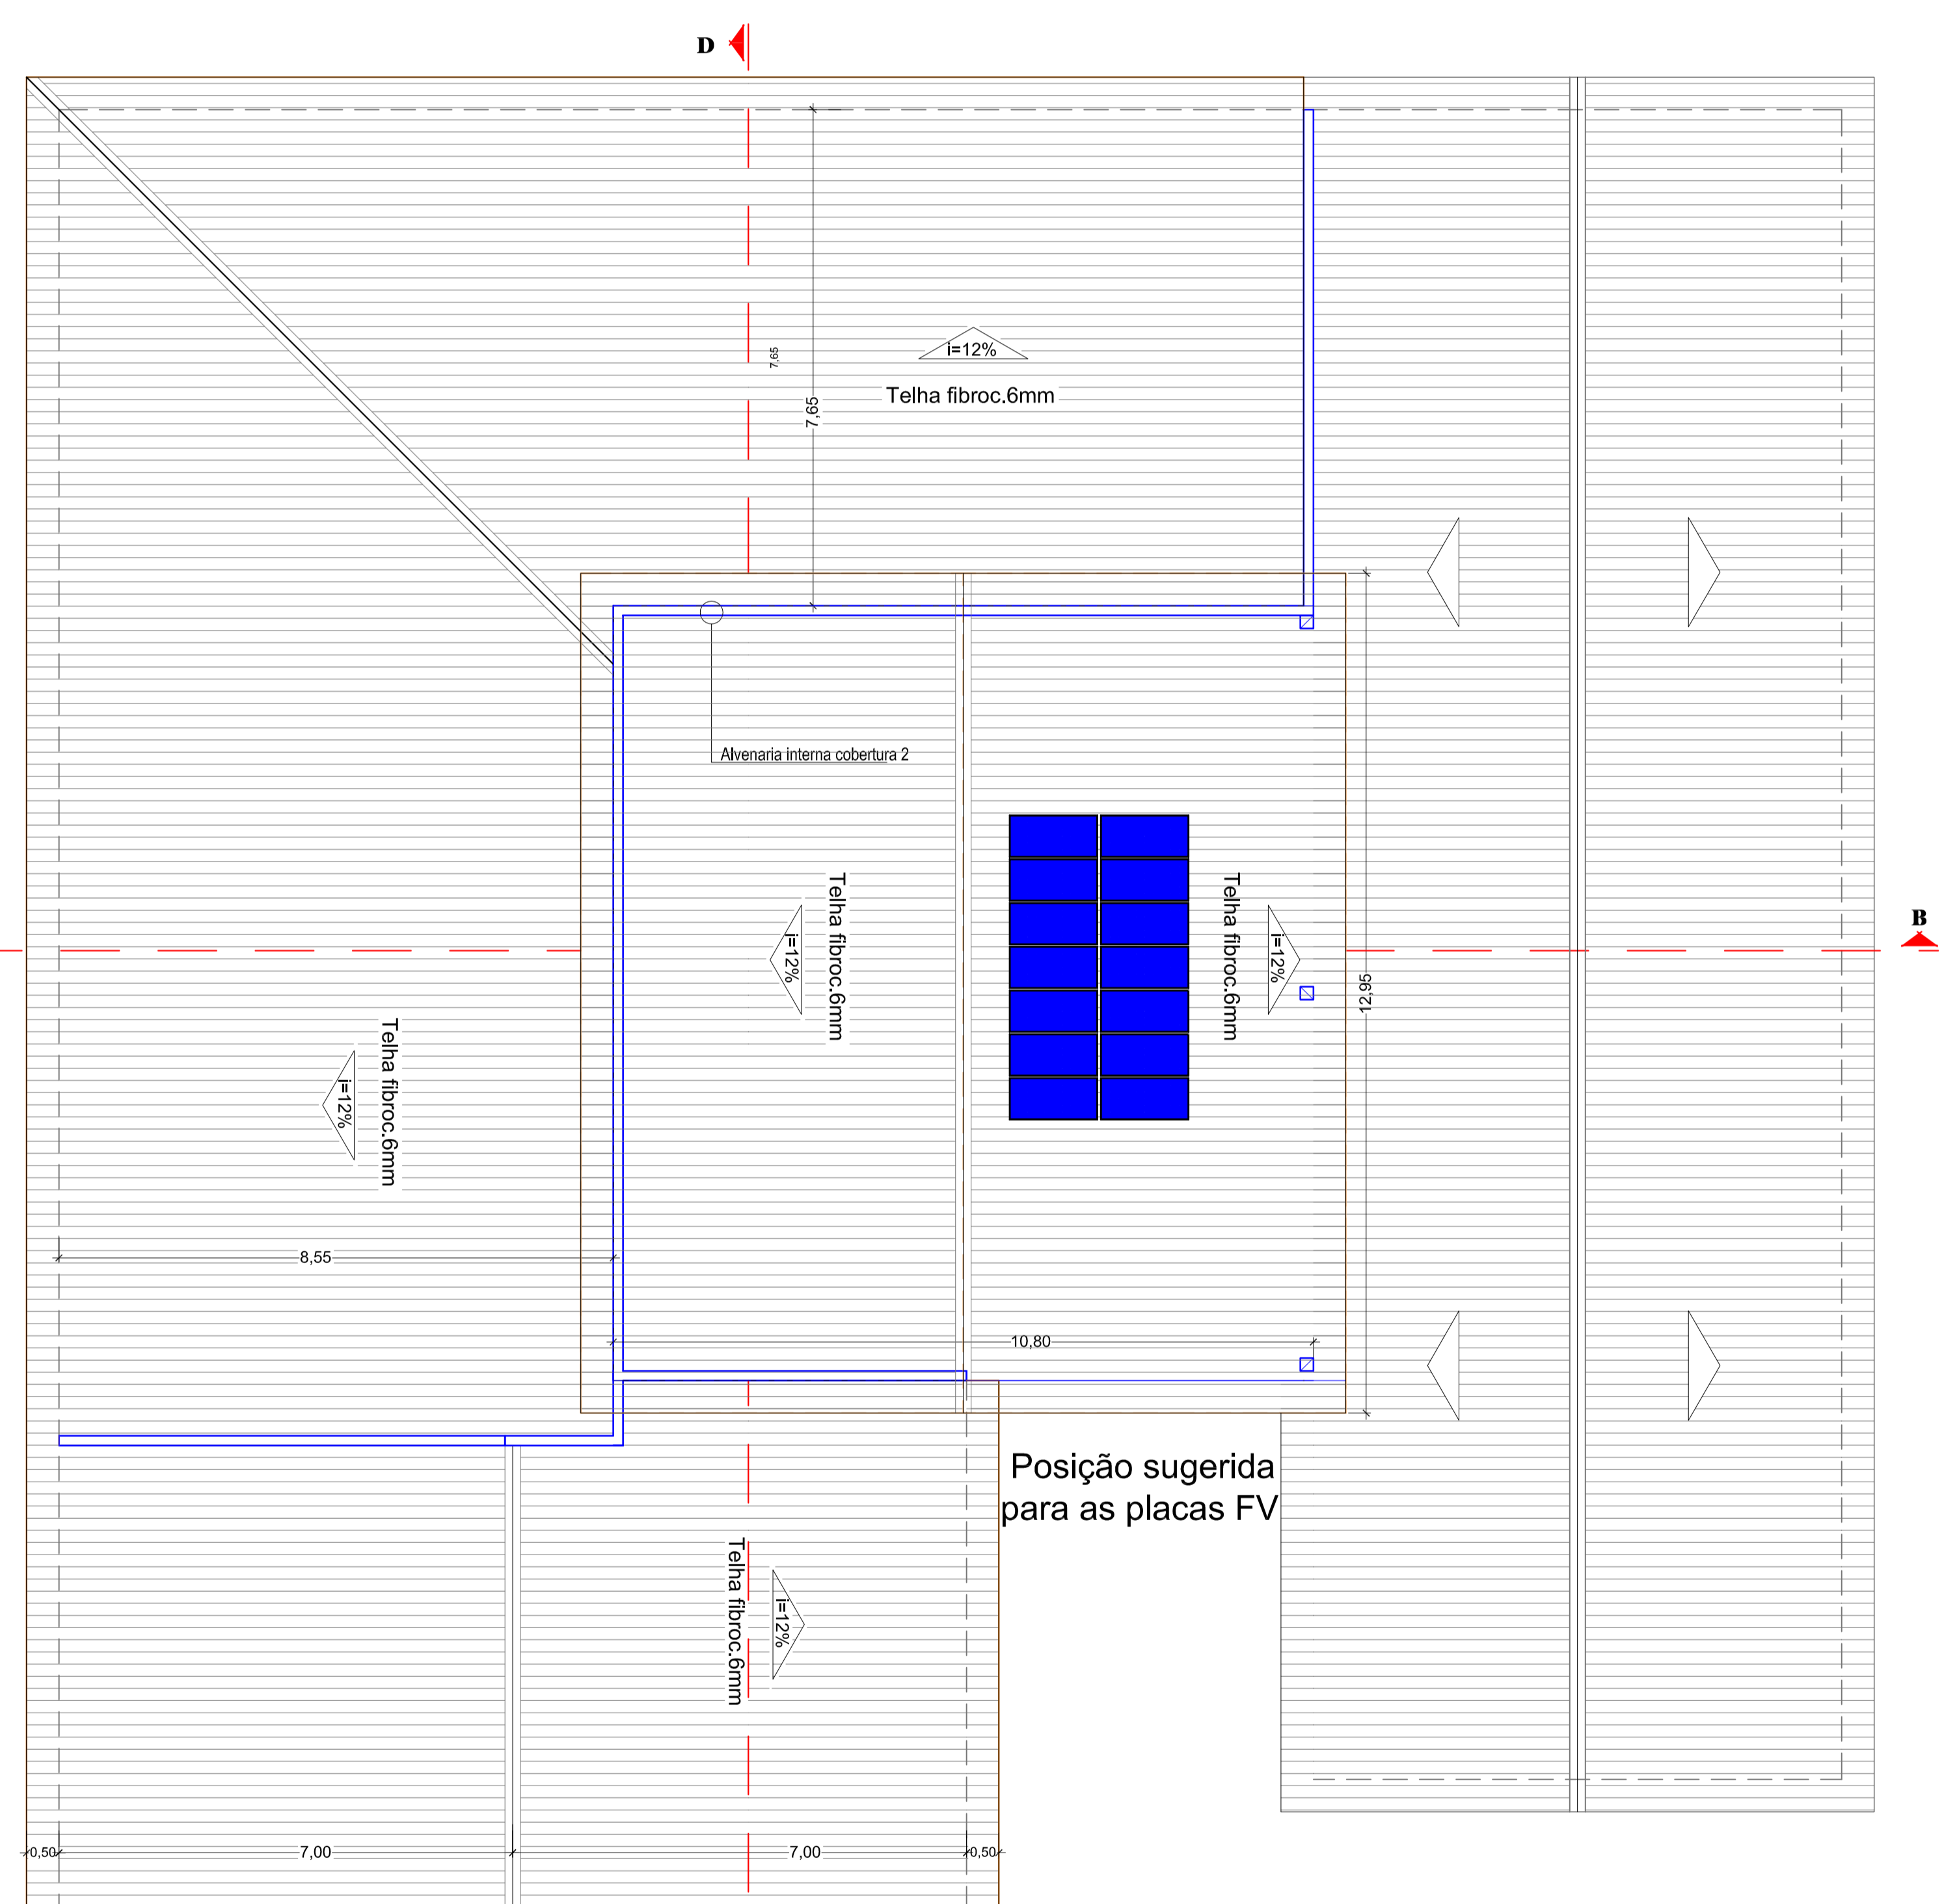 D
i=12%
Telha fibroc.6mm
7,65
7,65
Alvenaria interna cobertura 2
Telha fibroc.6mm
i=12%
Telha fibroc.6mm
i=12%
B
12,95
Telha fibroc.6mm
i=12%
8,55
10,80
Posição sugerida
para as placas FV
Telha fibroc.6mm
i=12%
0,50
7,00
7,00
0,50